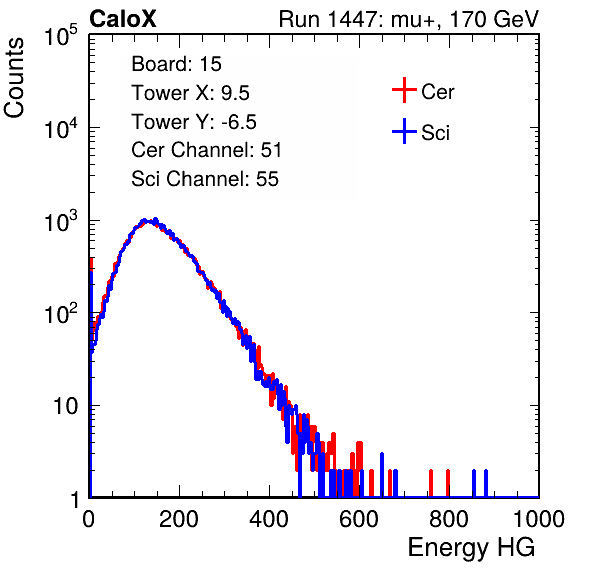 CaloX Run 1447: mu+, 170 GeV
Counts
Board: 15
Tower X: 9.5
Tower Y: -6.5
Cer Channel: 51
Sci Channel: 55
Cer
Sci
10^5
10^4
10^3
10^2
10
1
0 200 400 600 800 1000
Energy HG